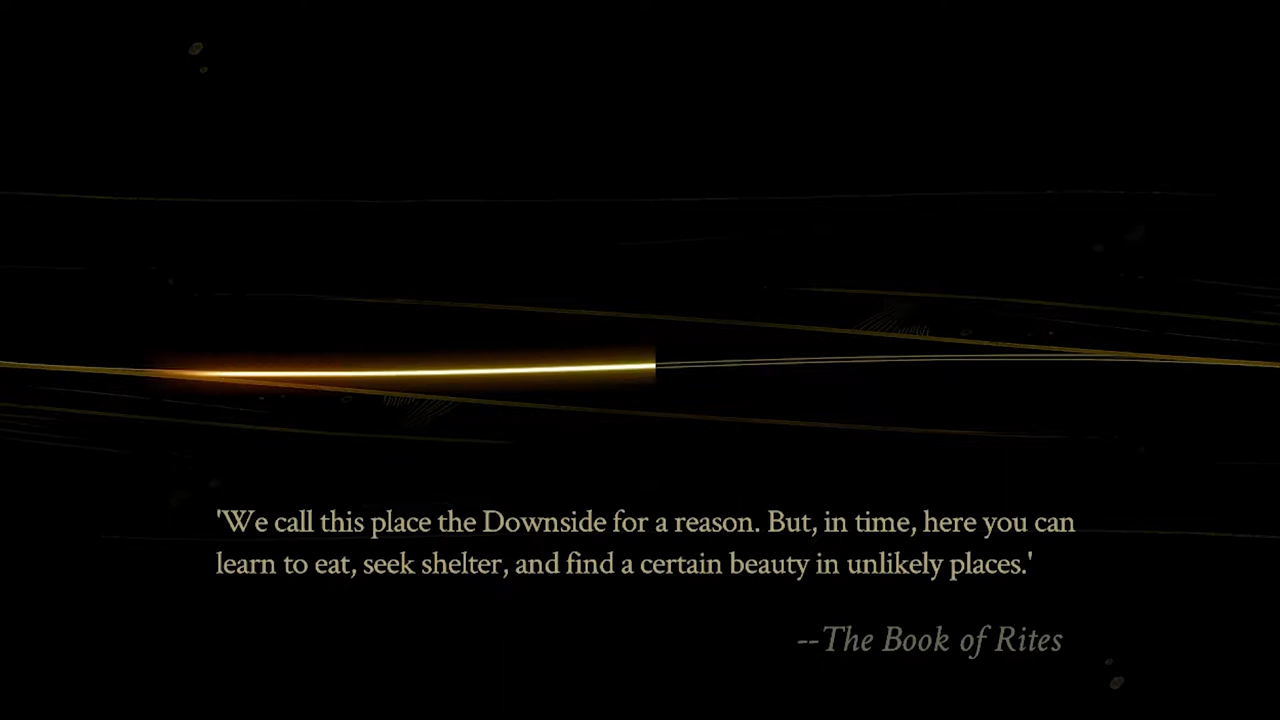 'We call this place the Downside for a reason. But, in time, here you can
learn to eat, seek shelter, and find a certain beauty in unlikely places.'
--The Book of Rites